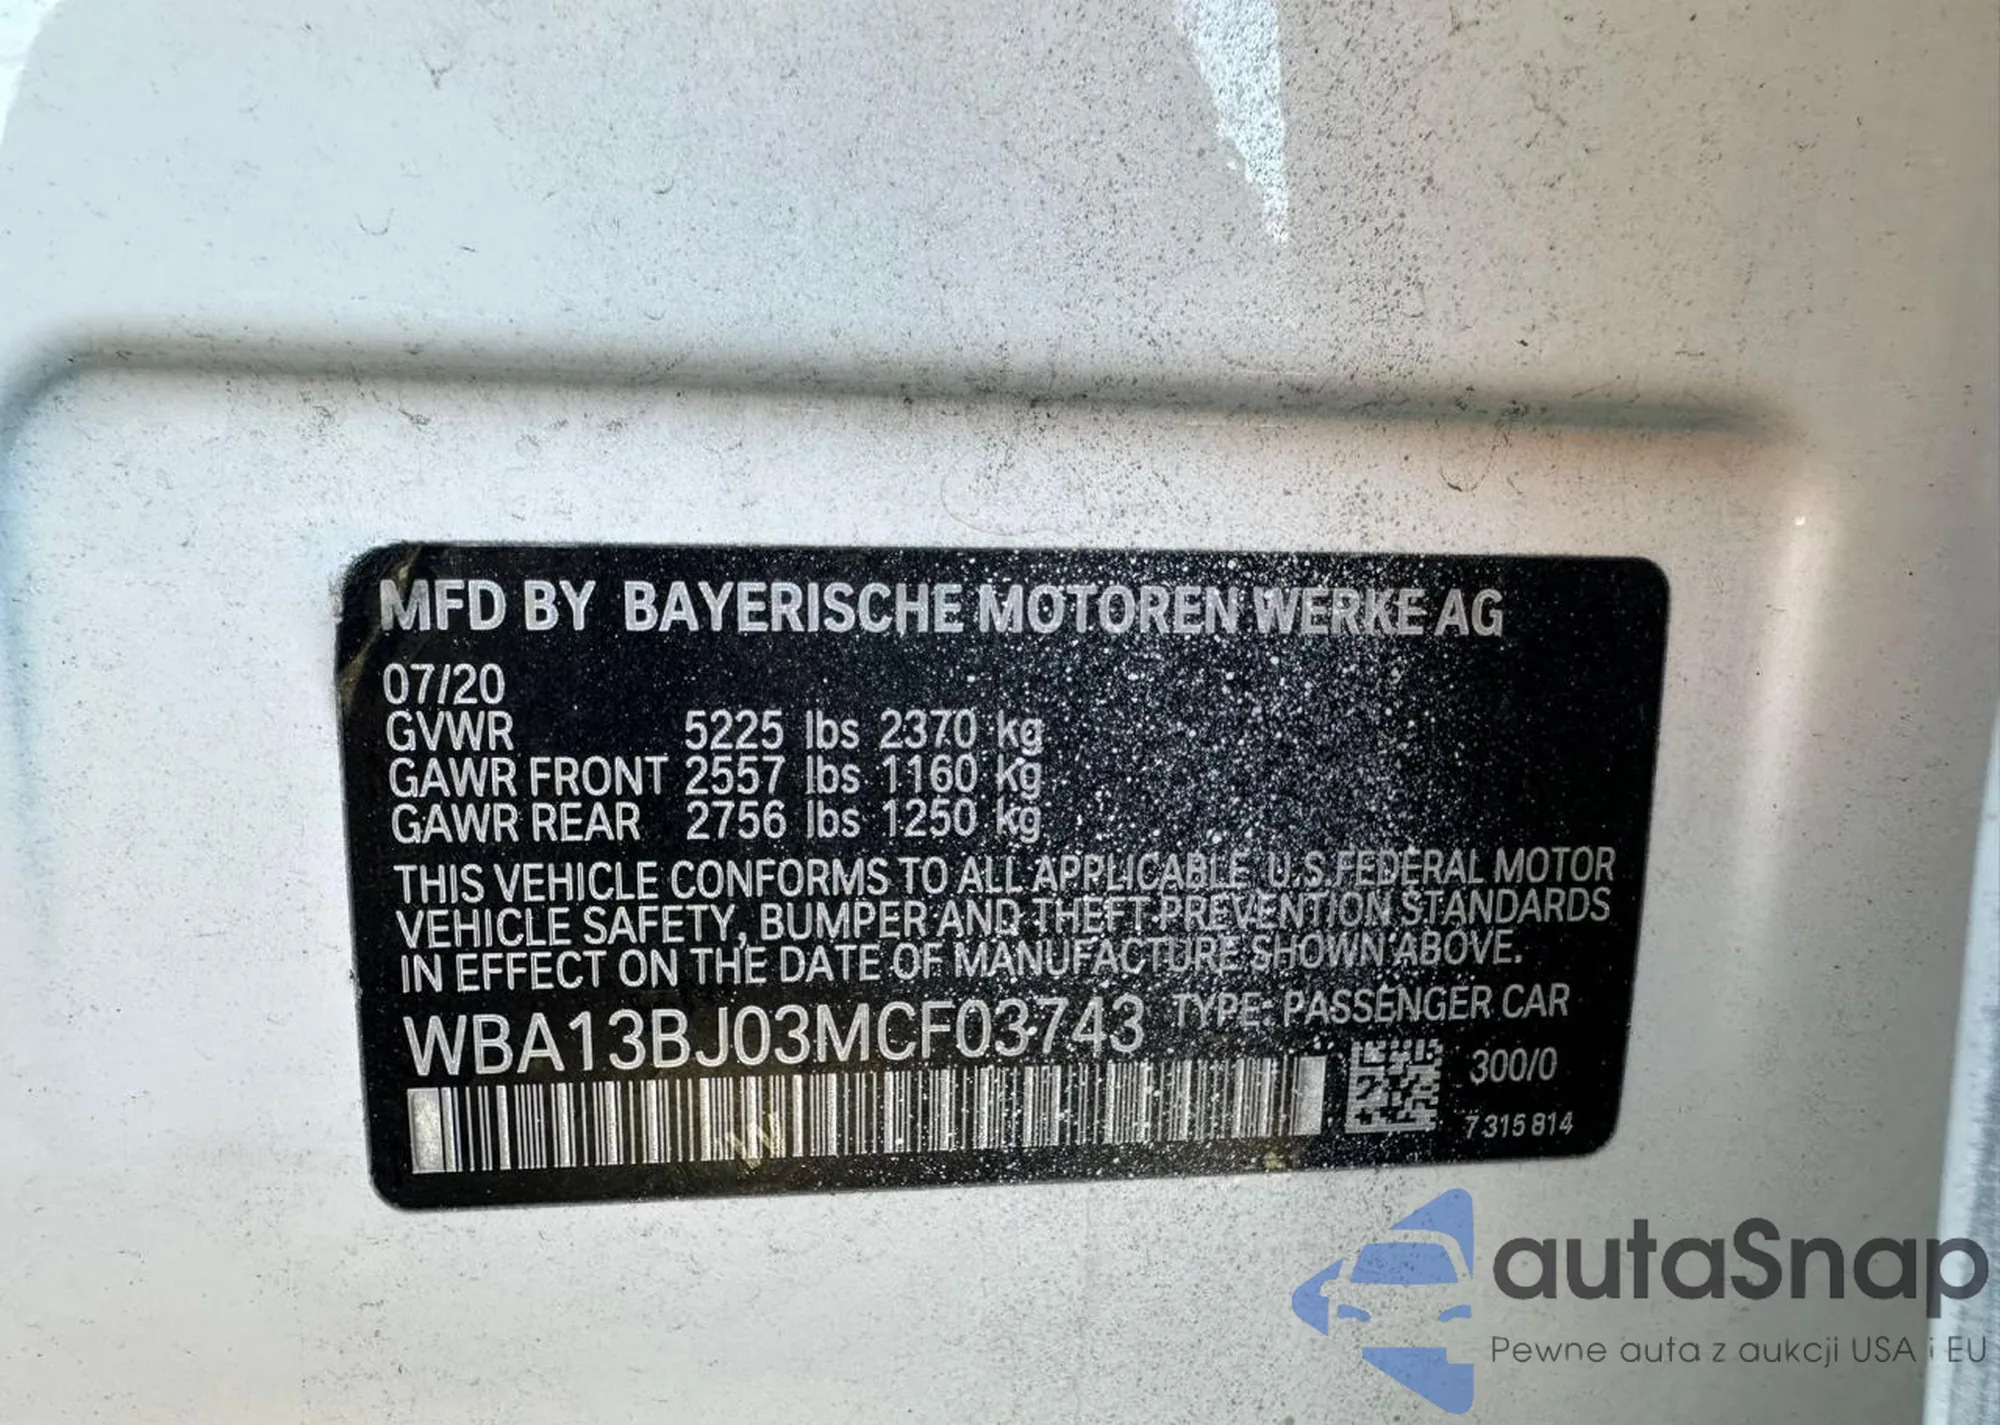 MFD BY BAYERISCHE MOTOREN WERKE AG
07/20
GVWR 5225 lbs 2370 kg
GAWR FRONT 2557 lbs 1160 kg
GAWR REAR 2756 lbs 1250 kg
THIS VEHICLE CONFORMS TO ALL APPLICABLE U.S.FEDERAL MOTOR
VEHICLE SAFETY, BUMPER AND THEFT PREVENTION STANDARDS
IN EFFECT ON THE DATE OF MANUFACTURE SHOWN ABOVE.
WBA13BJ03MCF03743 TYPE: PASSENGER CAR
300/0
7 315 814
autaSnap
Pewne auta z aukcji USA i EU